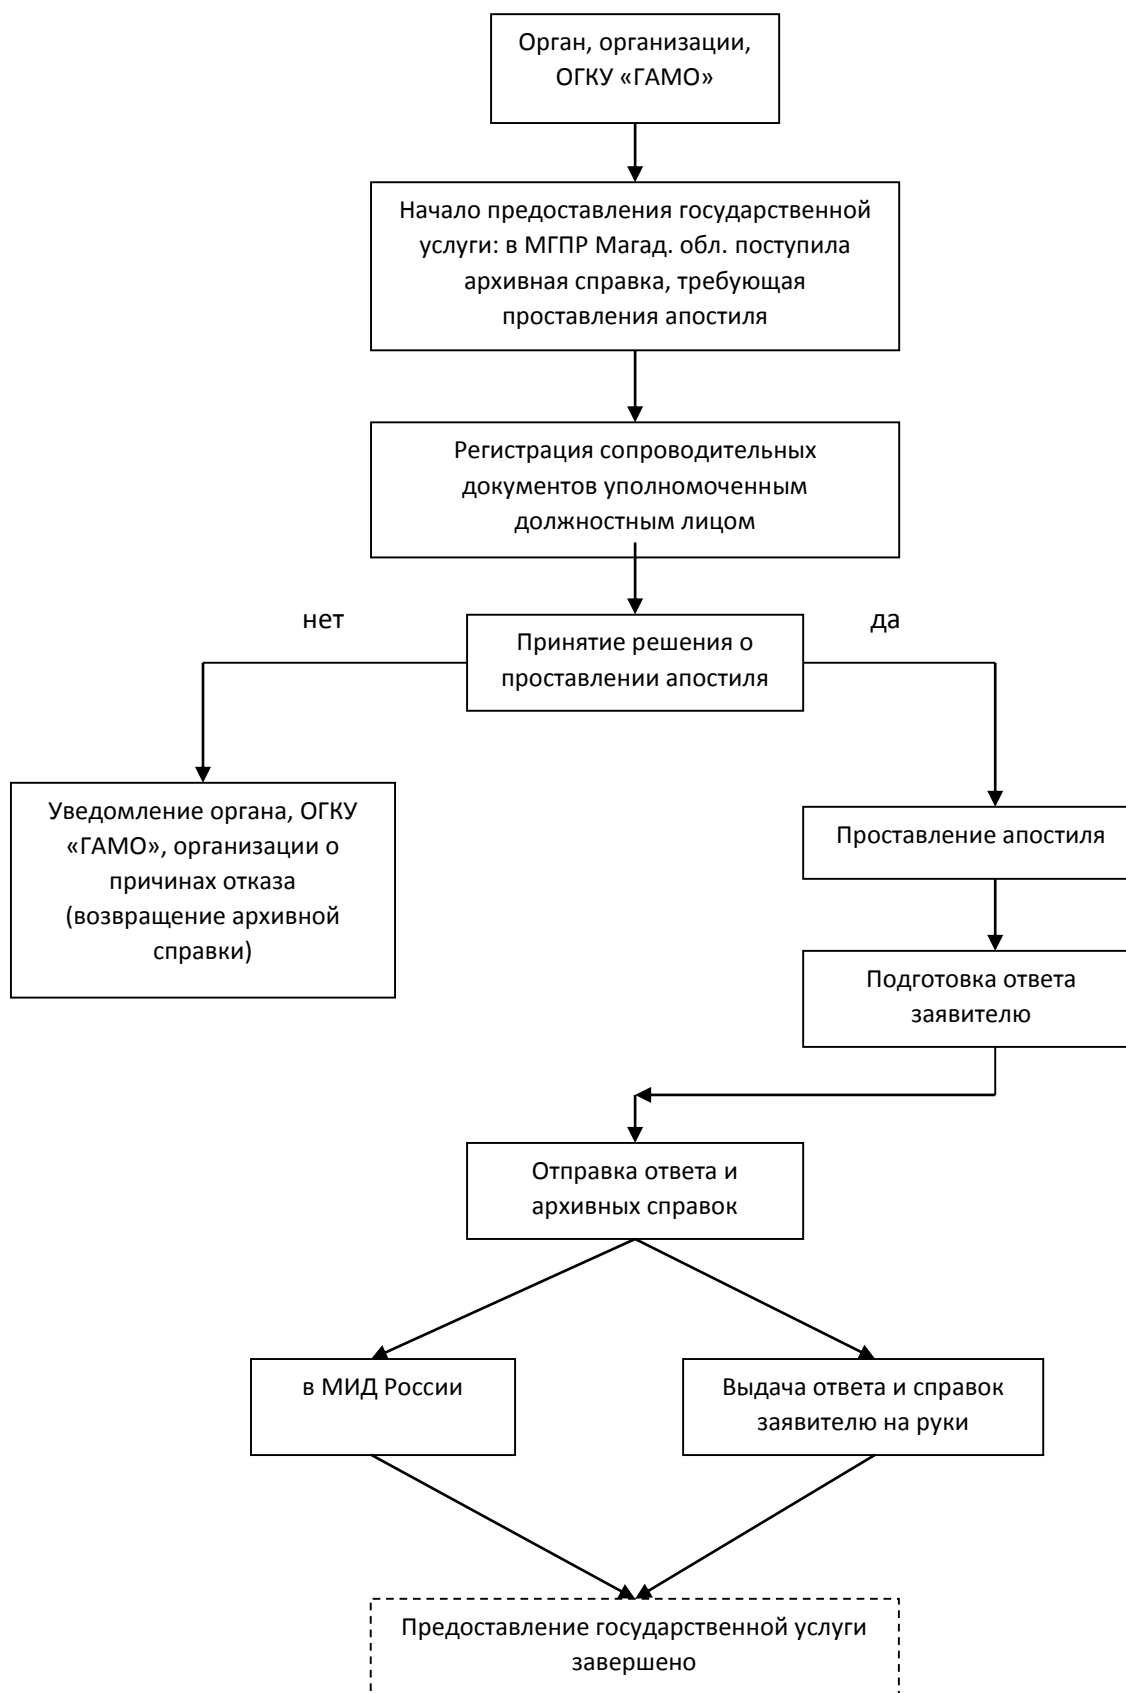 Орган, организации,
ОГКУ «ГАМО»
Начало предоставления государственной
услуги: в МГПР Магад. обл. поступила
архивная справка, требующая
проставления апостиля
Регистрация сопроводительных
документов уполномоченным
должностным лицом
нет
да
Принятие решения о
проставлении апостиля
Уведомление органа, ОГКУ
«ГАМО», организации о
причинах отказа
(возвращение архивной
справки)
Проставление апостиля
Подготовка ответа
заявителю
Отправка ответа и
архивных справок
в МИД России
Выдача ответа и справок
заявителю на руки
Предоставление государственной услуги
завершено